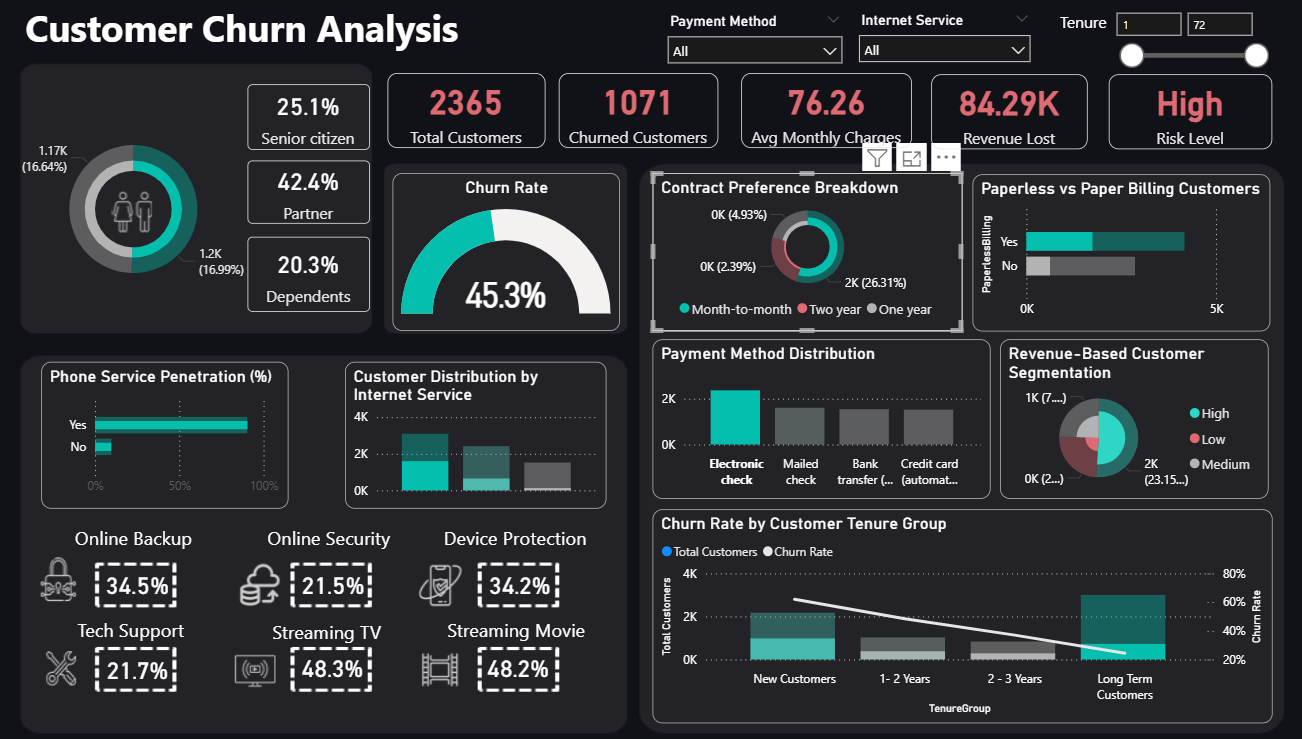 Customer Churn Analysis
Payment Method
All
Internet Service
All
Tenure
1
72
1.17K
(16.64%)
1.2K
(16.99%)
25.1%
Senior citizen
42.4%
Partner
20.3%
Dependents
2365
Total Customers
1071
Churned Customers
76.26
Avg Monthly Charges
84.29K
Revenue Lost
High
Risk Level
Churn Rate
45.3%
Contract Preference Breakdown
0K (4.93%)
0K (2.39%)
2K (26.31%)
Month-to-month
Two year
One year
Paperless vs Paper Billing Customers
PaperlessBilling
Yes
No
0K
5K
Phone Service Penetration (%)
Yes
No
0%
50%
100%
Customer Distribution by
Internet Service
4K
2K
0K
Payment Method Distribution
2K
0K
Electronic
check
Mailed
check
Bank
transfer (...
Credit card
(automat...
Revenue-Based Customer
Segmentation
1K (7....)
0K (2...)
2K
(23.15...)
High
Low
Medium
Online Backup
34.5%
Online Security
21.5%
Device Protection
34.2%
Tech Support
21.7%
Streaming TV
48.3%
Streaming Movie
48.2%
Churn Rate by Customer Tenure Group
Total Customers
Churn Rate
Total Customers
4K
2K
0K
80%
60%
40%
20%
Churn Rate
New Customers
1- 2 Years
2 - 3 Years
Long Term
Customers
TenureGroup